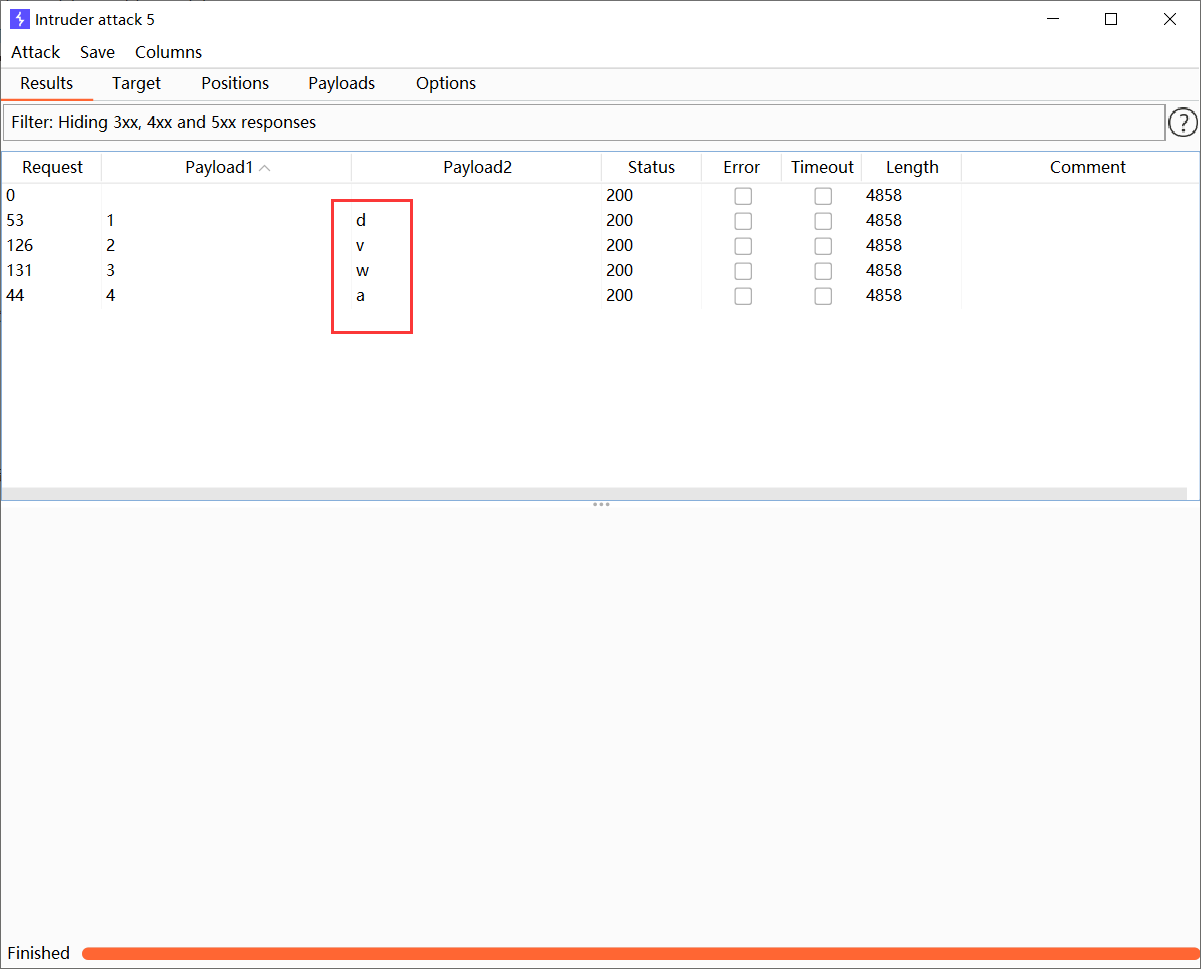 Intruder attack 5
Attack Save Columns
Results Target Positions Payloads Options
Filter: Hiding 3xx, 4xx and 5xx responses
?
Request Payload1 Payload2 Status Error Timeout Length Comment
0 200 4858
53 1 d 200 4858
126 2 v 200 4858
131 3 w 200 4858
44 4 a 200 4858
Finished